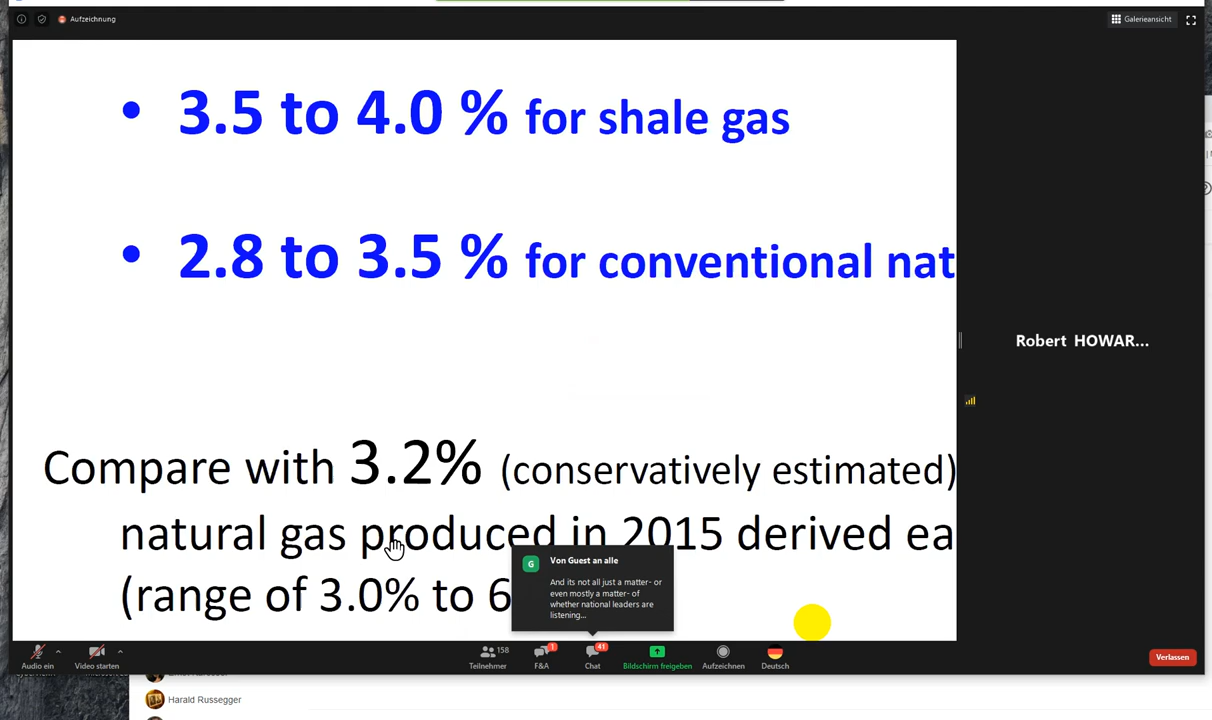 Aufzeichnung
Galerieansicht
• 3.5 to 4.0 % for shale gas
• 2.8 to 3.5 % for conventional nat
Robert HOWAR...
Compare with 3.2% (conservatively estimated)
natural gas produced in 2015 derived ea
(range of 3.0% to 6
G
Von Guest an alle
And its not all just a matter- or
even mostly a matter- of
whether national leaders are
listening...
158
1
41
Audio ein
Video starten
Teilnehmer
F&A
Chat
Bildschirm freigeben
Aufzeichnen
Deutsch
Verlassen
Harald Russegger